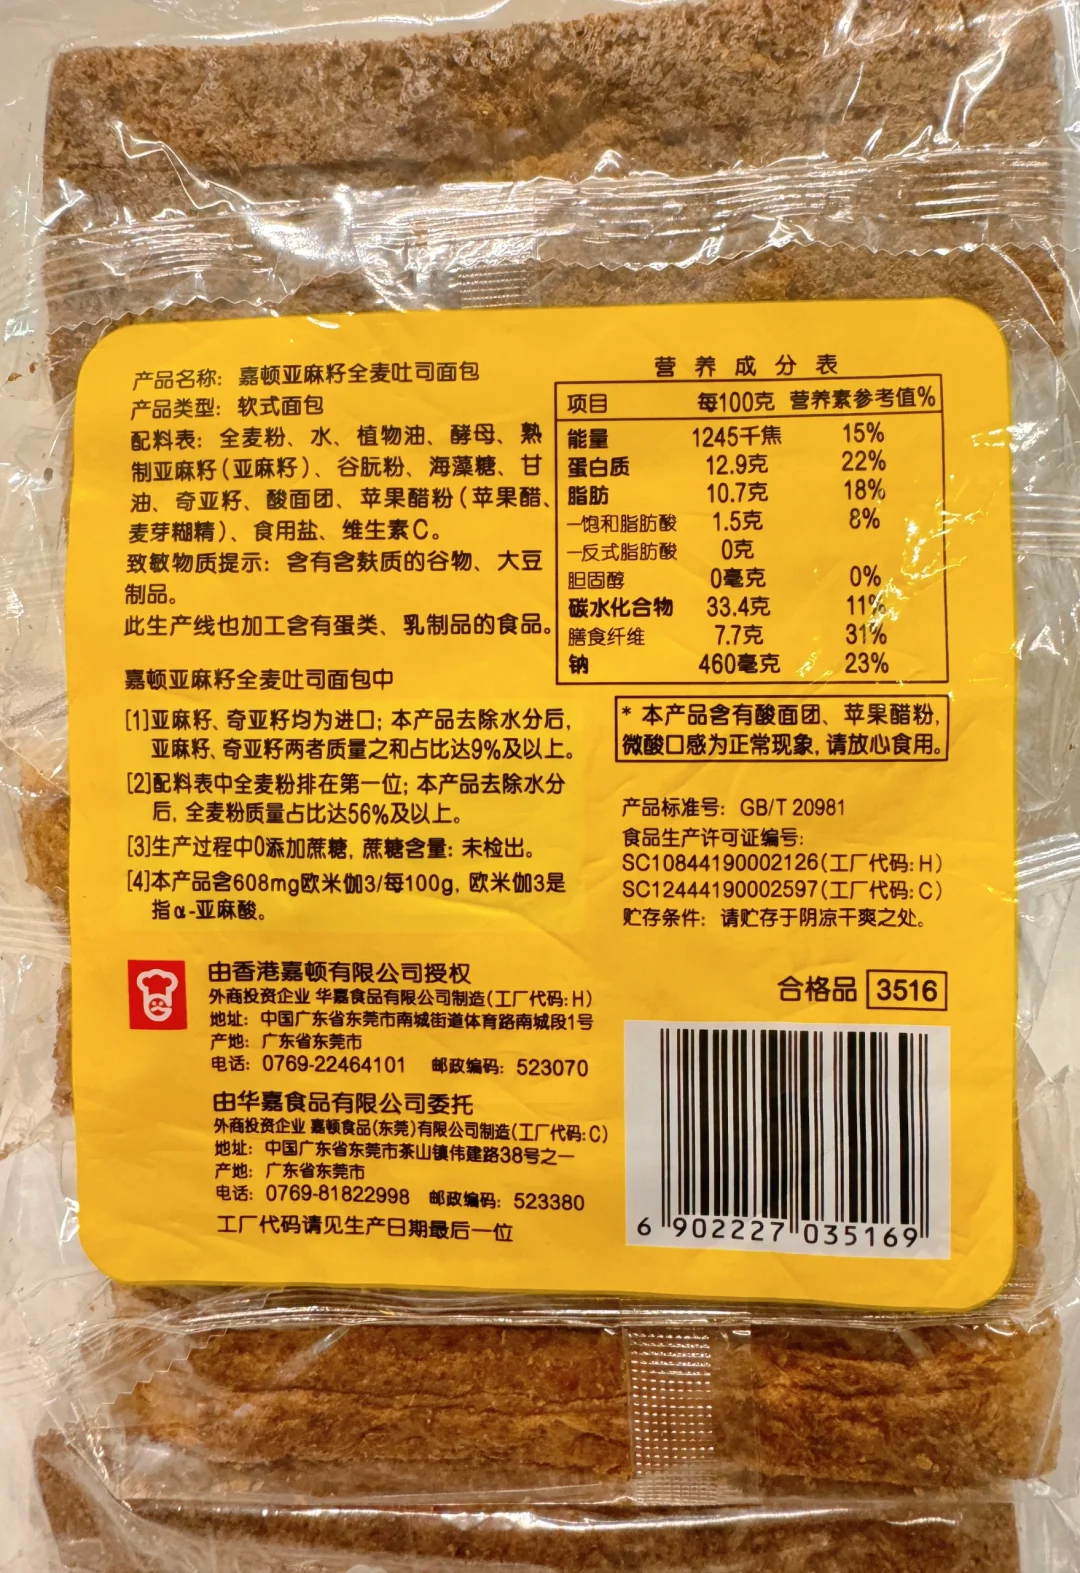 产品名称：嘉顿亚麻籽全麦吐司面包
产品类型：软式面包
配料表：全麦粉、水、植物油、酵母、熟
制亚麻籽(亚麻籽)、谷朊粉、海藻糖、甘
油、奇亚籽、酸面团、苹果醋粉(苹果醋、
麦芽糊精)、食用盐、维生素C。
致敏物质提示：含有含麸质的谷物、大豆
制品。
此生产线也加工含有蛋类、乳制品的食品。
嘉顿亚麻籽全麦吐司面包中
[1]亚麻籽、奇亚籽均为进口；本产品去除水分后，
亚麻籽、奇亚籽两者质量之和占比达9%及以上。
[2]配料表中全麦粉排在第一位；本产品去除水分
后，全麦粉质量占比达56%及以上。
[3]生产过程中0添加蔗糖，蔗糖含量：未检出。
[4]本产品含608mg欧米伽3/每100g，欧米伽3是
指α-亚麻酸。
营养成分表
项目 每100克 营养素参考值%
能量 1245千焦 15%
蛋白质 12.9克 22%
脂肪 10.7克 18%
—饱和脂肪酸 1.5克 8%
—反式脂肪酸 0克
胆固醇 0毫克 0%
碳水化合物 33.4克 11%
膳食纤维 7.7克 31%
钠 460毫克 23%
* 本产品含有酸面团、苹果醋粉，
微酸口感为正常现象，请放心食用。
产品标准号：GB/T 20981
食品生产许可证编号：
SC10844190002126(工厂代码：H)
SC12444190002597(工厂代码：C)
贮存条件：请贮存于阴凉干爽之处。
合格品 3516
由香港嘉顿有限公司授权
外商投资企业 华嘉食品有限公司制造(工厂代码：H)
地址：中国广东省东莞市南城街道体育路南城段1号
产地：广东省东莞市
电话：0769-22464101 邮政编码：523070
由华嘉食品有限公司委托
外商投资企业 嘉顿食品(东莞)有限公司制造(工厂代码：C)
地址：中国广东省东莞市茶山镇伟建路38号之一
产地：广东省东莞市
电话：0769-81822998 邮政编码：523380
工厂代码请见生产日期最后一位
6 902227 035169